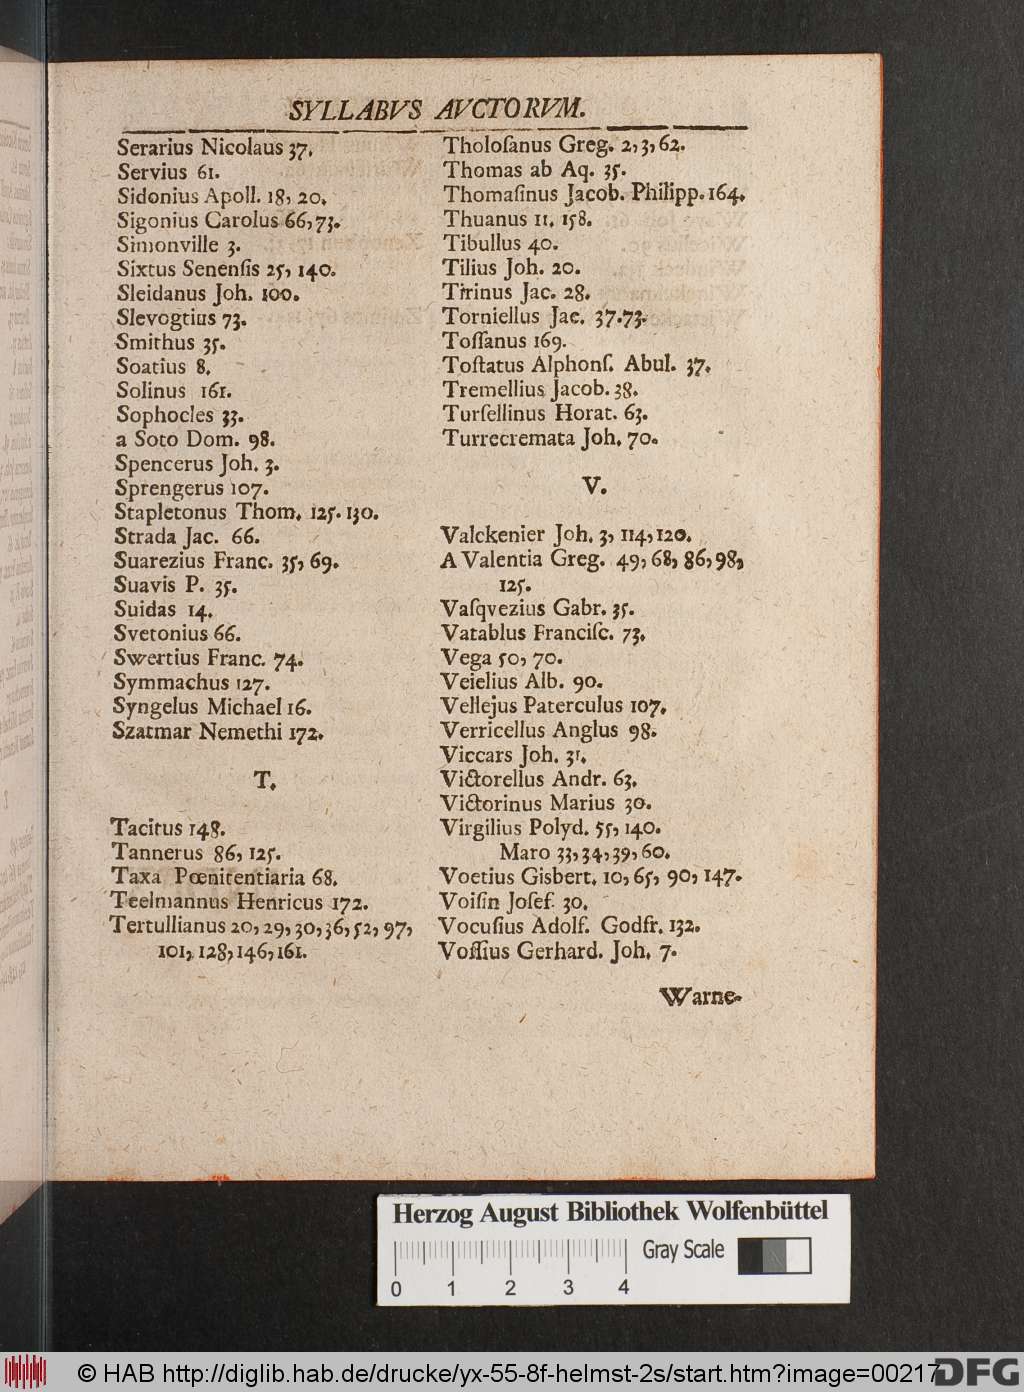 SYLLABVS AVCTORVM.
Serarius Nicolaus 37.
Servius 61.
Sidonius Apoll. 18, 20.
Sigonius Carolus 66, 73.
Simonville 3.
Sixtus Senenſis 25, 140.
Sleidanus Joh. 100.
Slevogtius 73.
Smithus 35.
Soatius 8.
Solinus 161.
Sophocles 33.
a Soto Dom. 98.
Spencerus Joh. 3.
Sprengerus 107.
Stapletonus Thom. 125. 130.
Strada Jac. 66.
Suarezius Franc. 35, 69.
Suavis P. 35.
Suidas 14.
Svetonius 66.
Swertius Franc. 74.
Symmachus 127.
Syngelus Michael 16.
Szatmar Nemethi 172.
T.
Tacitus 148.
Tannerus 86, 125.
Taxa Pœnitentiaria 68.
Teelmannus Henricus 172.
Tertullianus 20, 29, 30, 36, 52, 97,
101, 128, 146, 161.
Tholoſanus Greg. 2, 3, 62.
Thomas ab Aq. 35.
Thomaſinus Jacob. Philipp. 164.
Thuanus 11. 158.
Tibullus 40.
Tilius Joh. 20.
Tirinus Jac. 28.
Torniellus Jac. 37. 73.
Toſſanus 169.
Toſtatus Alphonſ. Abul. 37.
Tremellius Jacob. 38.
Turſellinus Horat. 63.
Turrecremata Joh. 70.
V.
Valckenier Joh. 3, 114, 120.
A Valentia Greg. 49, 68, 86, 98,
125.
Vaſqvezius Gabr. 35.
Vatablus Franciſc. 73.
Vega 50, 70.
Veielius Alb. 90.
Vellejus Paterculus 107.
Verricellus Anglus 98.
Viccars Joh. 31.
Victorellus Andr. 63.
Victorinus Marius 30.
Virgilius Polyd. 55, 140.
Maro 33, 34, 39, 60.
Voetius Gisbert. 10, 65, 90, 147.
Voiſin Joſef. 30.
Vocuſius Adolf. Godfr. 132.
Voſſius Gerhard. Joh. 7.
Warne-
Herzog August Bibliothek Wolfenbüttel
Gray Scale
0 1 2 3 4
© HAB http://diglib.hab.de/drucke/yx-55-8f-helmst-2s/start.htm?image=00217
DFG